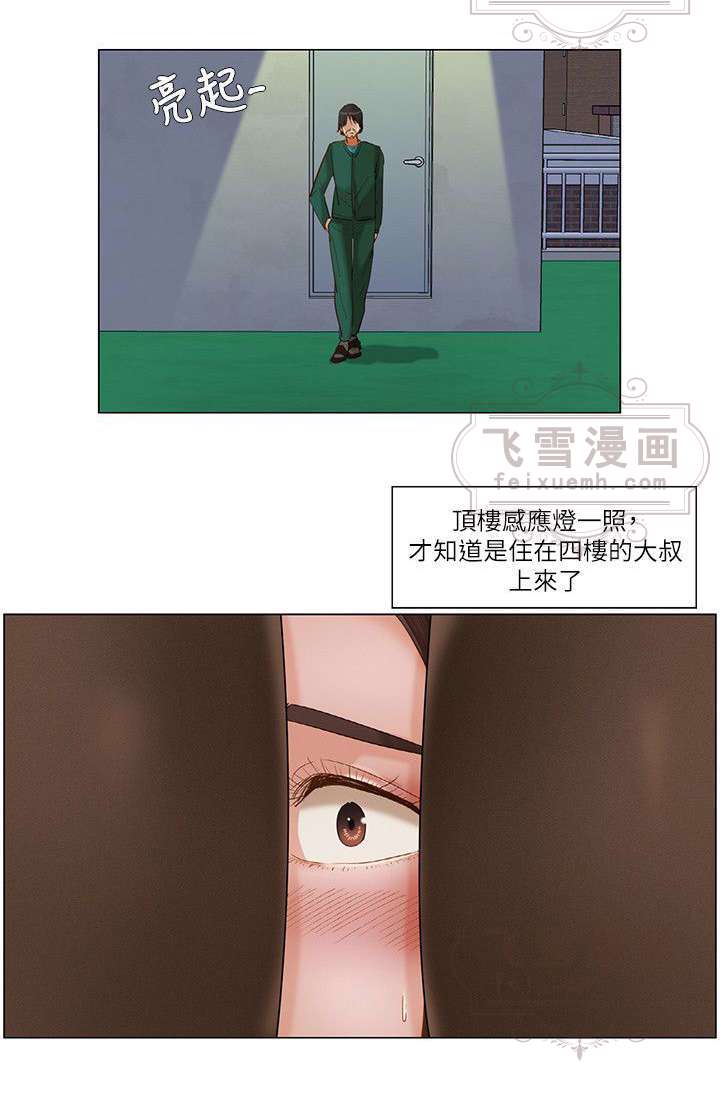 亮起-
飞雪漫画
feixuemh.com
頂樓感應燈一照,
才知道是住在四樓的大叔
上來了